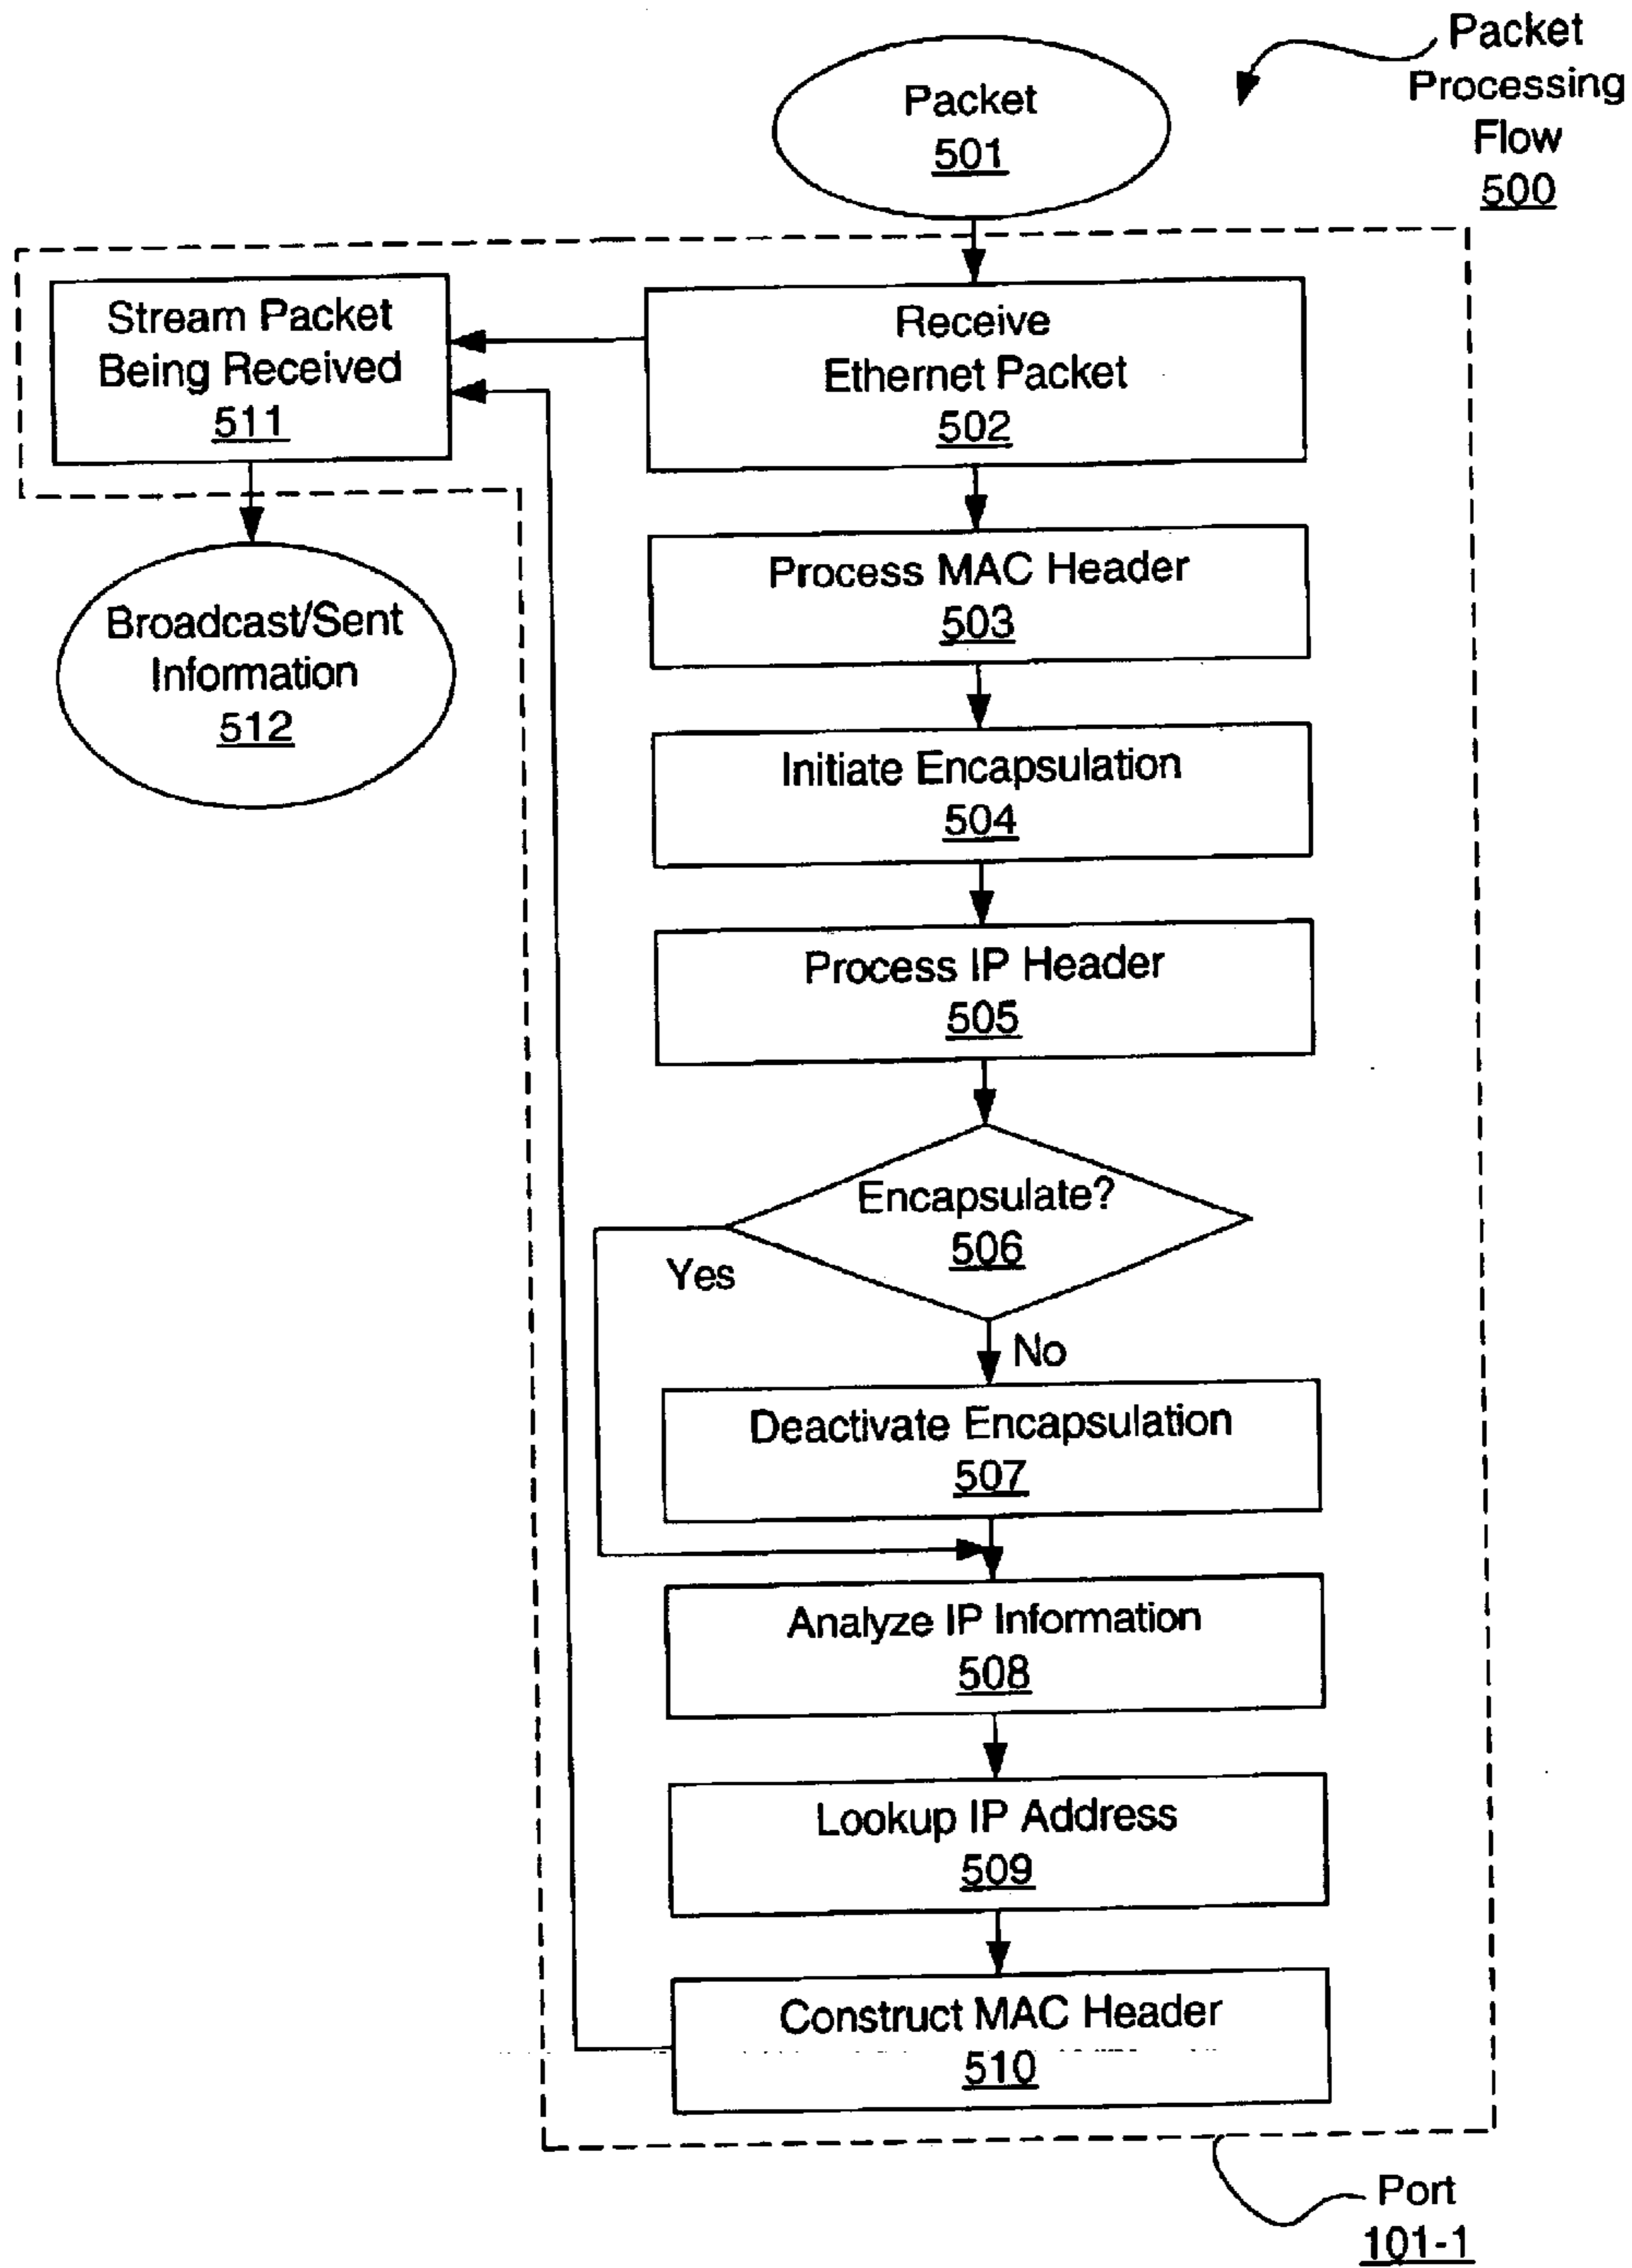 Packet
Processing
Flow
500
Packet
501
Stream Packet
Being Received
511
Receive
Ethernet Packet
502
Process MAC Header
503
Broadcast/Sent
Information
512
Initiate Encapsulation
504
Process IP Header
505
Encapsulate?
506
Yes
No
Deactivate Encapsulation
507
Analyze IP Information
508
Lookup IP Address
509
Construct MAC Header
510
Port
101-1